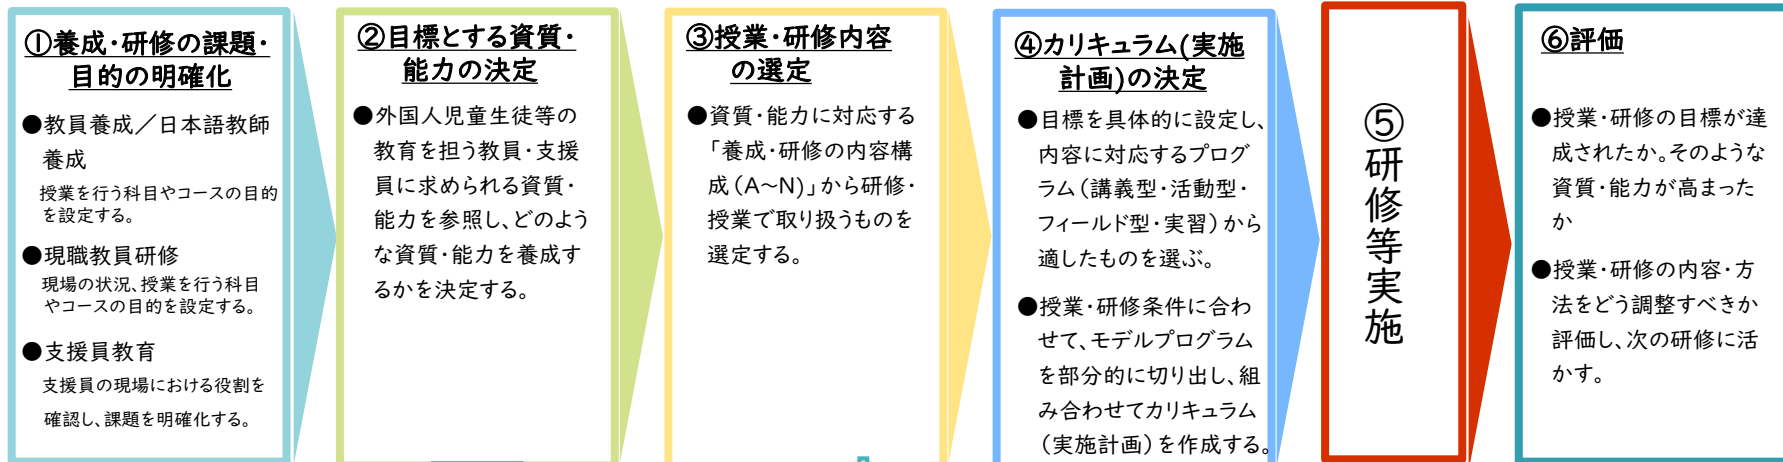 ①養成・研修の課題・
目的の明確化
●教員養成／日本語教師
養成
授業を行う科目やコースの目的
を設定する。
●現職教員研修
現場の状況、授業を行う科目
やコースの目的を設定する。
●支援員教育
支援員の現場における役割を
確認し、課題を明確化する。
②目標とする資質・
能力の決定
●外国人児童生徒等の
教育を担う教員・支援
員に求められる資質・
能力を参照し、どのよう
な資質・能力を養成す
るかを決定する。
③授業・研修内容
の選定
●資質・能力に対応する
「養成・研修の内容構
成（A～N）」から研修・
授業で取り扱うものを
選定する。
④カリキュラム(実施
計画)の決定
●目標を具体的に設定し、
内容に対応するプログ
ラム（講義型・活動型・
フィールド型・実習）から
適したものを選ぶ。
●授業・研修条件に合わ
せて、モデルプログラム
を部分的に切り出し、組
み合わせてカリキュラム
（実施計画）を作成する。
⑤研修等実施
⑥評価
●授業・研修の目標が達
成されたか。そのような
資質・能力が高まった
か
●授業・研修の内容・方
法をどう調整すべきか
評価し、次の研修に活
かす。